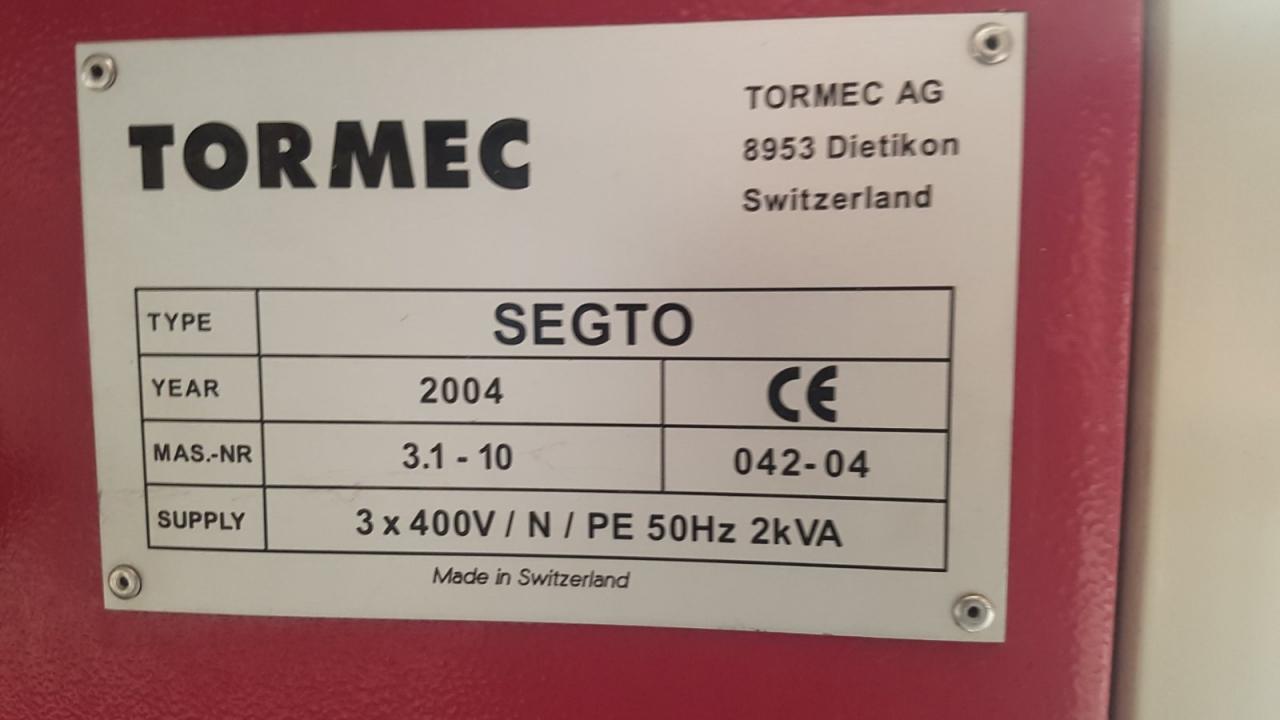 TORMEC
TORMEC AG
8953 Dietikon
Switzerland
TYPE SEGTO
YEAR 2004 CE
MAS.-NR 3.1 - 10 042-04
SUPPLY 3 x 400V / N / PE 50Hz 2kVA
Made in Switzerland